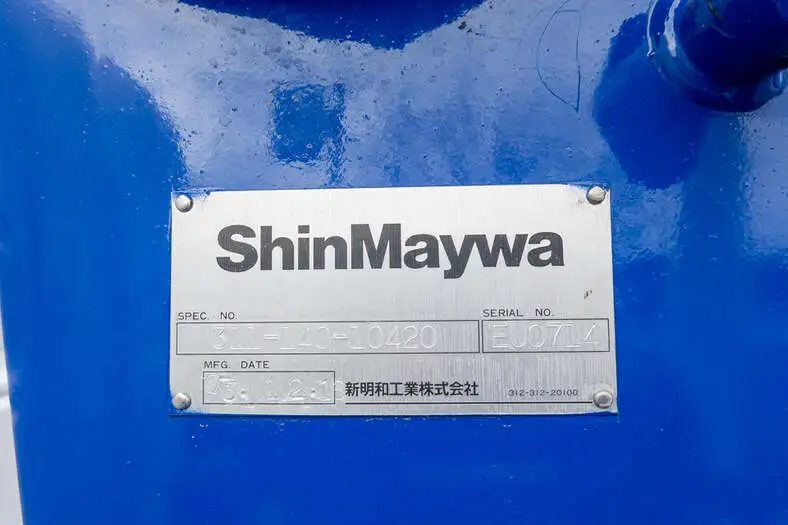 ShinMaywa
SPEC. NO. SERIAL NO.
311-140-10420 EU0714
MFG. DATE
新明和工業株式会社 312-312-20100